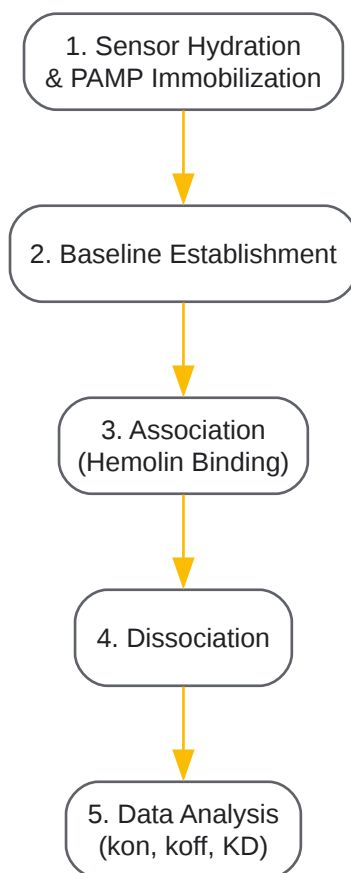 1. Sensor Hydration
& PAMP Immobilization
2. Baseline Establishment
3. Association
(Hemolin Binding)
4. Dissociation
5. Data Analysis
(kon, koff, KD)